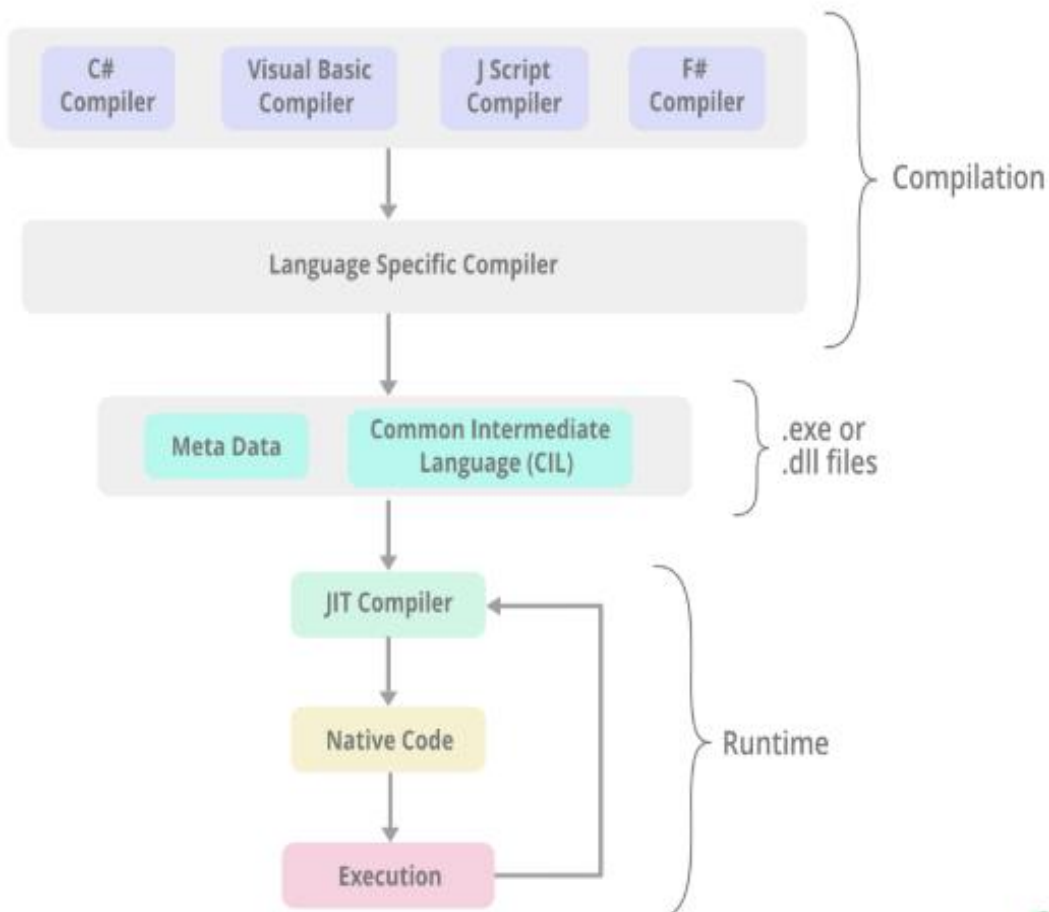 C#
Compiler
Visual Basic
Compiler
J Script
Compiler
F#
Compiler
Compilation
Language Specific Compiler
Meta Data
Common Intermediate
Language (CIL)
.exe or
.dll files
JIT Compiler
Native Code
Runtime
Execution